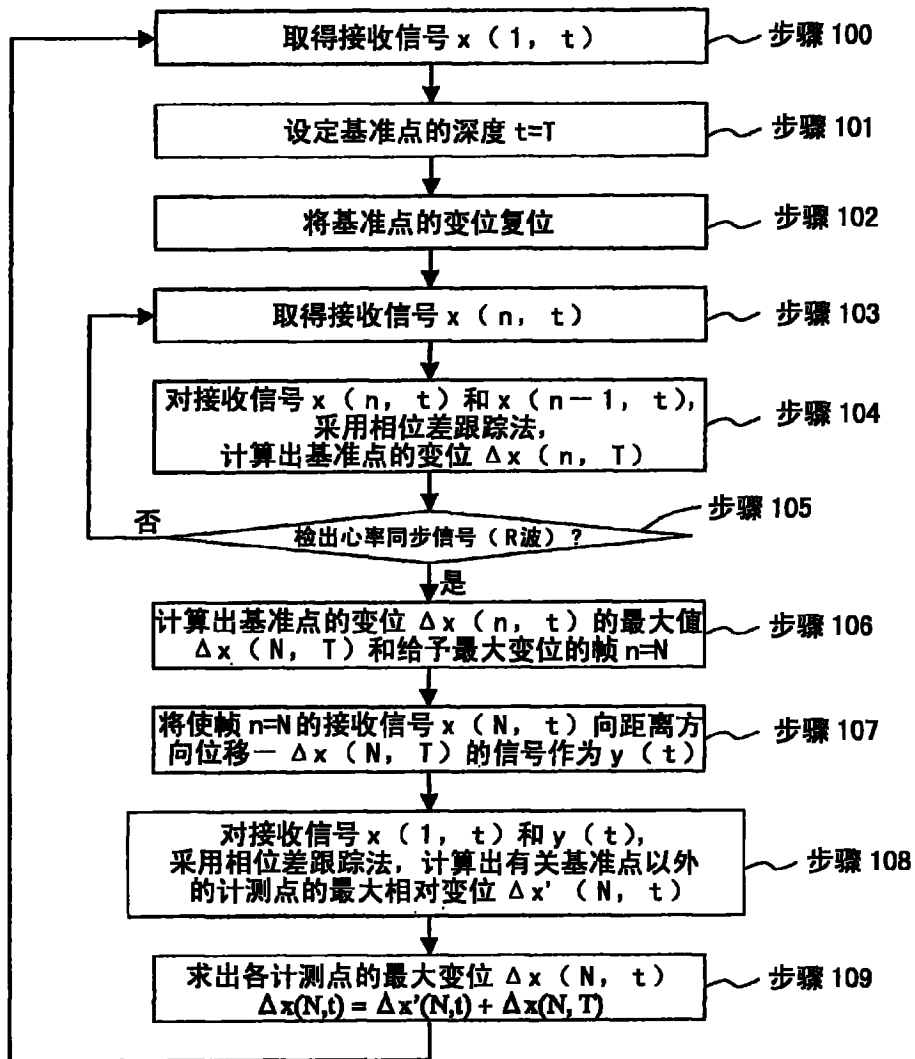 取得接收信号 x（1，t）
步骤 100
设定基准点的深度 t=T
步骤 101
将基准点的变位复位
步骤 102
取得接收信号 x（n，t）
步骤 103
对接收信号 x（n，t）和 x（n－1，t），
采用相位差跟踪法，
计算出基准点的变位 Δx（n，T）
步骤 104
检出心率同步信号（R波）?
步骤 105
否
是
计算出基准点的变位 Δx（n，t）的最大值
Δx（N，T）和给予最大变位的帧 n=N
步骤 106
将使帧 n=N 的接收信号 x（N，t）向距离方
向位移－Δx（N，T）的信号作为 y（t）
步骤 107
对接收信号 x（1，t）和 y（t），
采用相位差跟踪法，计算出有关基准点以外
的计测点的最大相对变位 Δx'（N，t）
步骤 108
求出各计测点的最大变位 Δx（N，t）
Δx(N,t) = Δx'(N,t) + Δx(N, T)
步骤 109